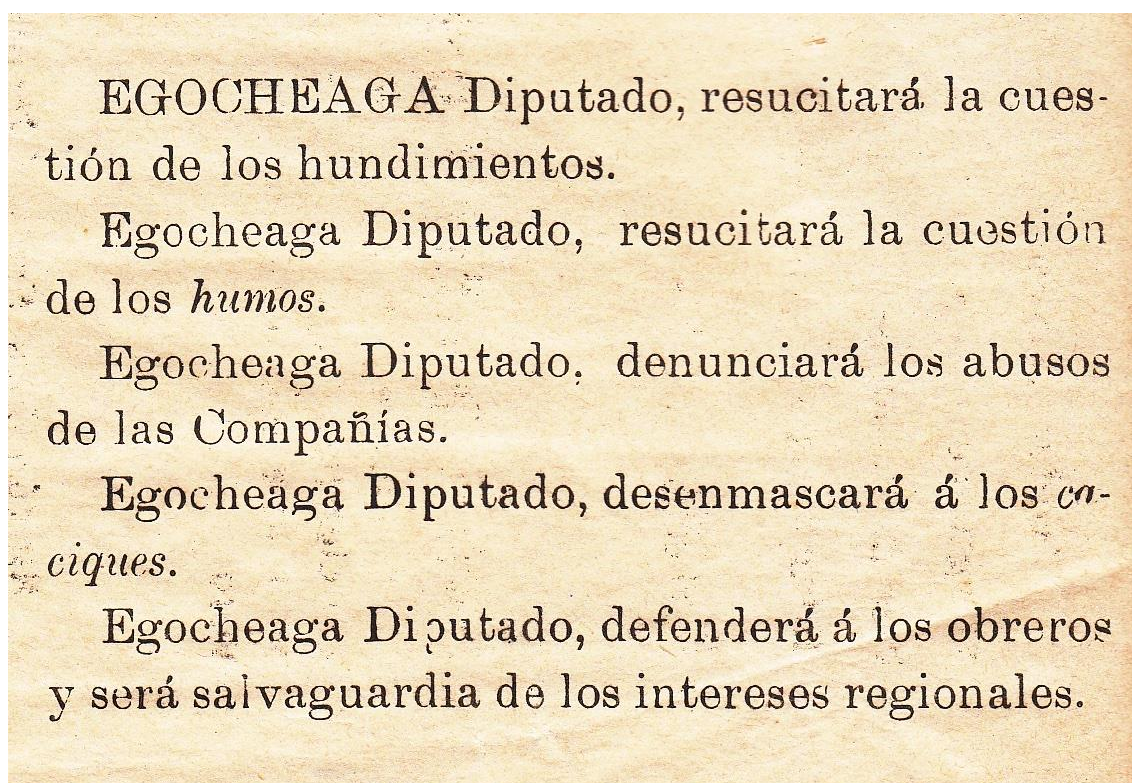 EGOCHEAGA Diputado, resucitará la cues-
tión de los hundimientos.
Egocheaga Diputado, resucitará la cuestión
de los humos.
Egocheaga Diputado, denunciará los abusos
de las Compañías.
Egocheaga Diputado, desenmascará á los ca-
ciques.
Egocheaga Diputado, defenderá á los obreros
y será salvaguardia de los intereses regionales.